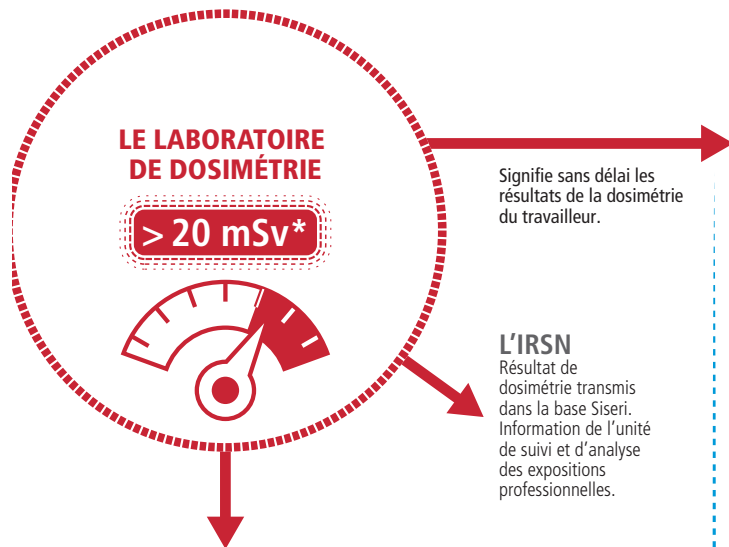 LE LABORATOIRE
DE DOSIMÉTRIE
> 20 mSv*
Signifie sans délai les
résultats de la dosimétrie
du travailleur.
L’IRSN
Résultat de
dosimétrie transmis
dans la base Siseri.
Information de l’unité
de suivi et d’analyse
des expositions
professionnelles.